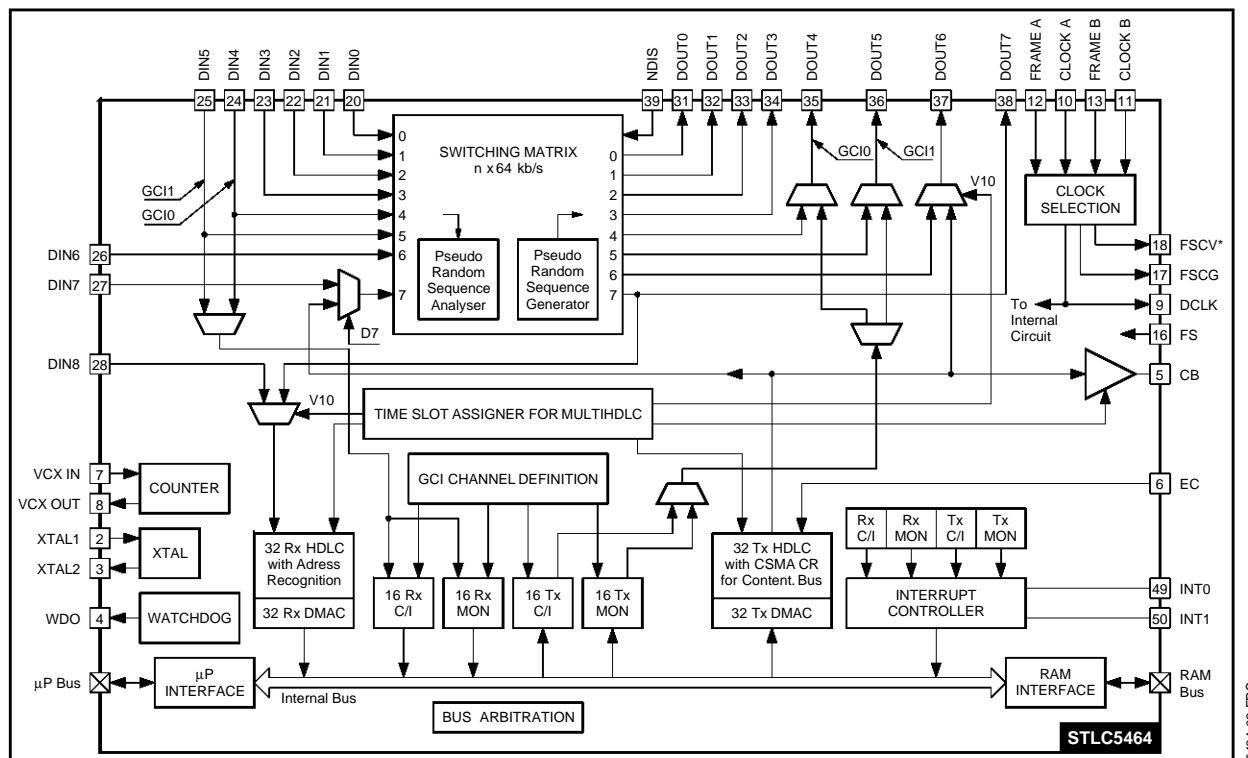 DIN5
DIN4
DIN3
DIN2
DIN1
DIN0
NDIS
DOUT0
DOUT1
DOUT2
DOUT3
DOUT4
DOUT5
DOUT6
DOUT7
FRAME A
CLOCK A
FRAME B
CLOCK B
25
24
23
22
21
20
39
31
32
33
34
35
36
37
38
12
10
13
11
SWITCHING MATRIX
n x 64 kb/s
0
1
2
3
4
5
6
7
0
1
2
3
4
5
6
7
Pseudo
Random
Sequence
Analyser
Pseudo
Random
Sequence
Generator
GCI1
GCI0
GCI0
GCI1
V10
CLOCK
SELECTION
DIN6
26
DIN7
27
D7
DIN8
28
18
FSCV*
17
FSCG
9
DCLK
To
Internal
Circuit
16
FS
5
CB
V10
TIME SLOT ASSIGNER FOR MULTIHDLC
VCX IN
7
VCX OUT
8
COUNTER
GCI CHANNEL DEFINITION
6
EC
XTAL1
2
XTAL2
3
XTAL
32 Rx HDLC
with Adress
Recognition
32 Rx DMAC
16 Rx
C/I
16 Rx
MON
16 Tx
C/I
16 Tx
MON
32 Tx HDLC
with CSMA CR
for Content. Bus
32 Tx DMAC
Rx
C/I
Rx
MON
Tx
C/I
Tx
MON
INTERRUPT
CONTROLLER
49
INT0
50
INT1
WDO
4
WATCHDOG
µP Bus
µP
INTERFACE
Internal Bus
RAM
INTERFACE
RAM
Bus
BUS ARBITRATION
STLC5464